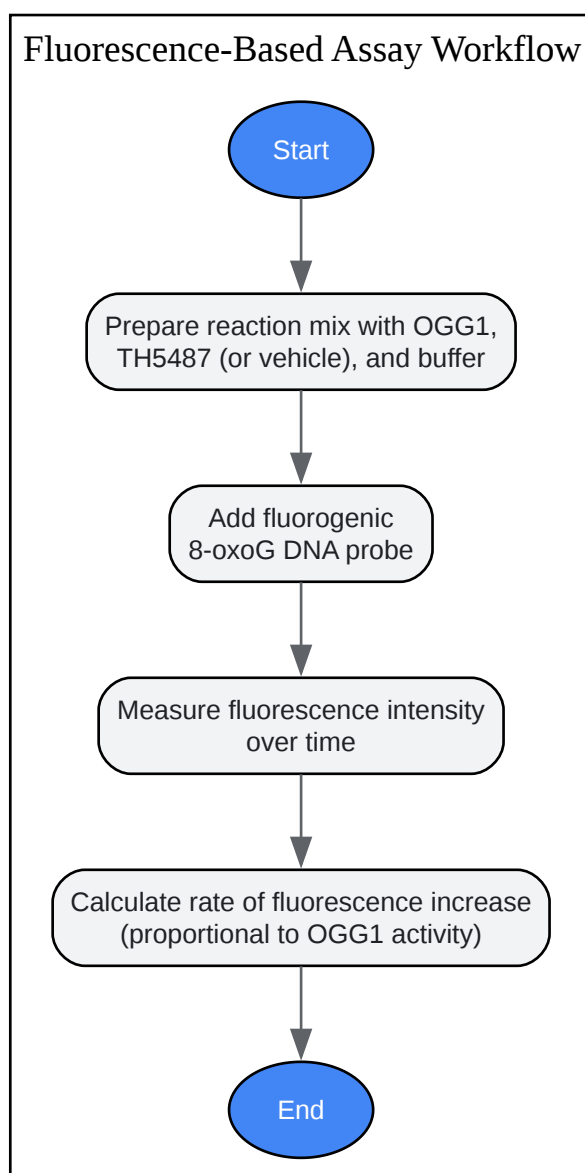 Fluorescence-Based Assay Workflow
Start
Prepare reaction mix with OGG1,
TH5487 (or vehicle), and buffer
Add fluorogenic
8-oxoG DNA probe
Measure fluorescence intensity
over time
Calculate rate of fluorescence increase
(proportional to OGG1 activity)
End